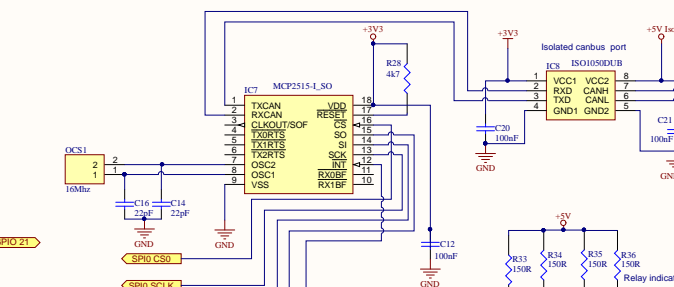 +3V3
+5V Iso
+3V3
Isolated canbus port
R28
4k7
IC7
MCP2515-I_SO
IC8
ISO1050DUB
1 TXCAN VDD 18
2 RXCAN RESET 17
3 CLKOUT/SOF CS 16
4 TX0RTS SO 15
5 TX1RTS SI 14
6 TX2RTS SCK 13
7 OSC2 INT 12
8 OSC1 RX0BF 11
9 VSS RX1BF 10
1 VCC1 VCC2 8
2 RXD CANH 7
3 TXD CANL 6
4 GND1 GND2 5
C20
100nF
GND
C21
100nF
OCS1
2 2
1 1
16Mhz
C16
22pF
C14
22pF
GND
GND
GPIO 21
SPI0 CS0
SPI0 SCLK
C12
100nF
GND
+5V
R33
150R
R34
150R
R35
150R
R36
150R